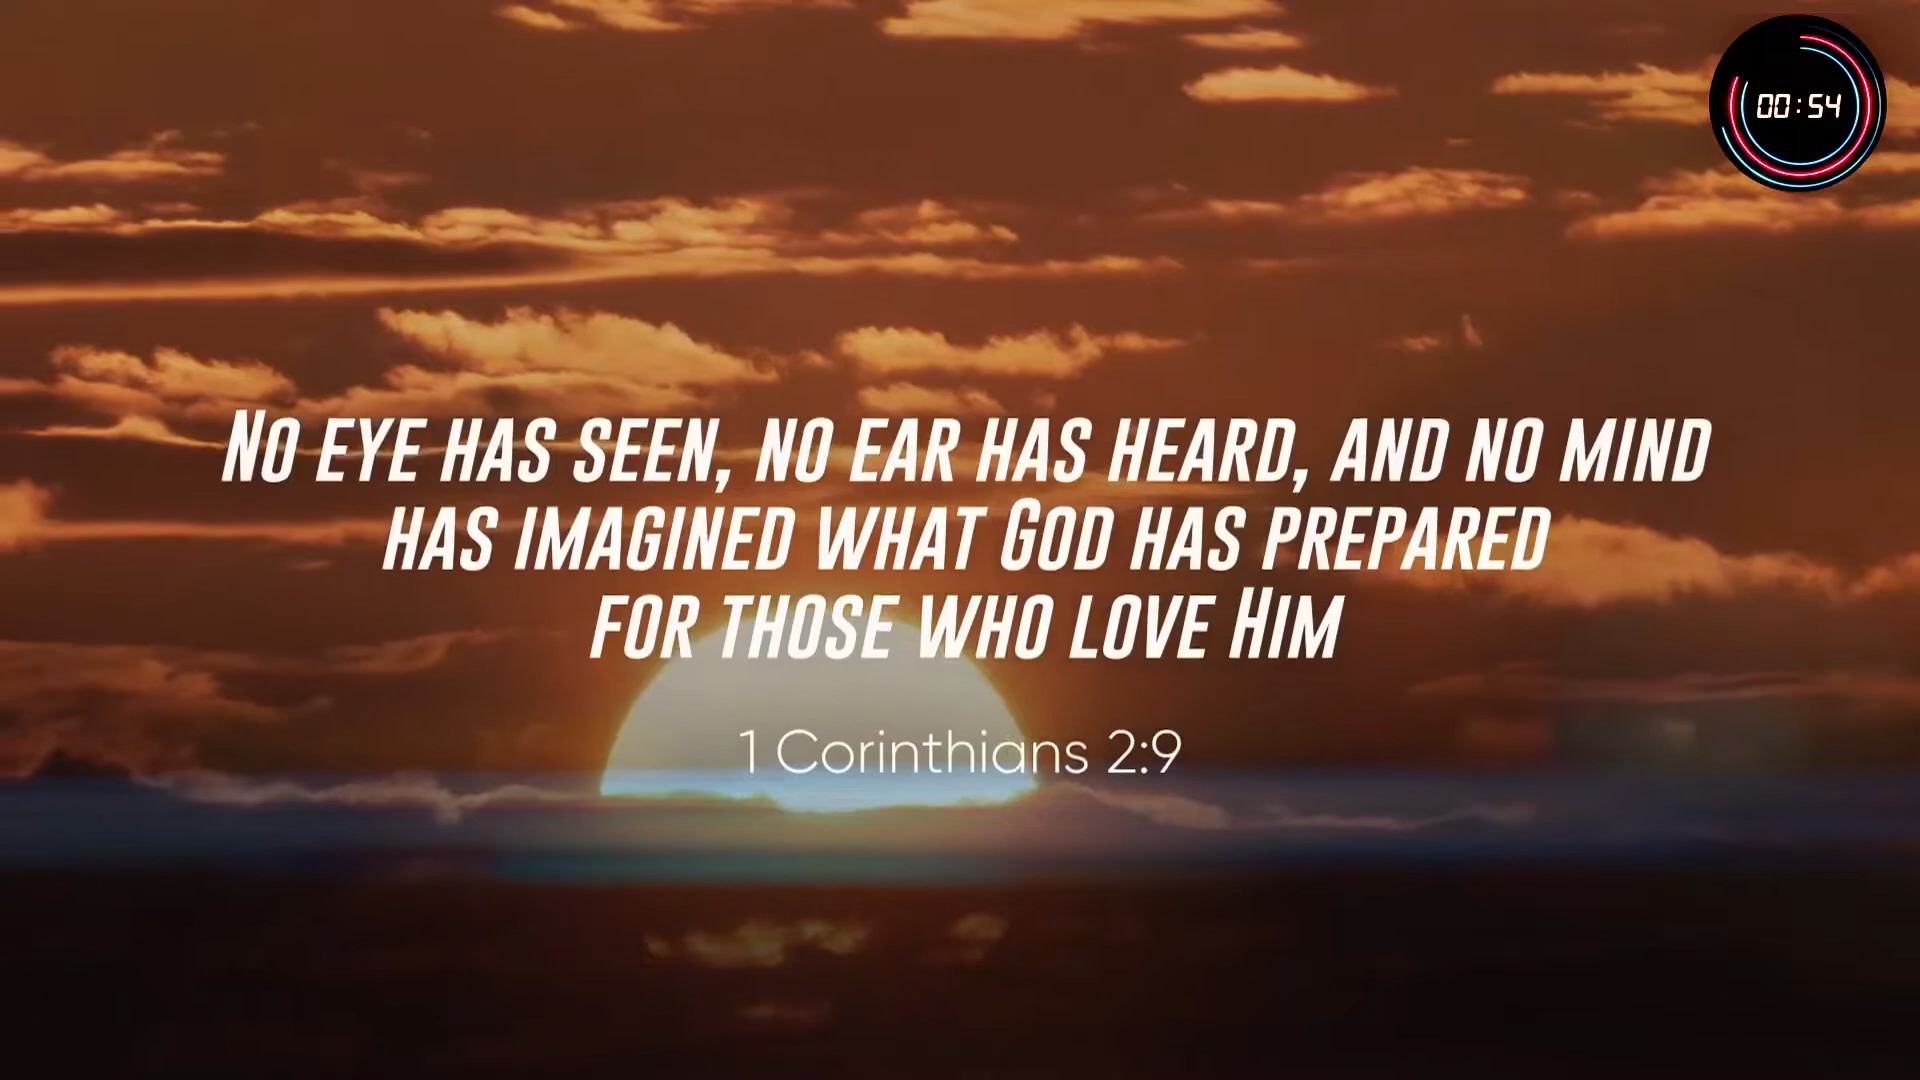 00:54
No eye has seen, no ear has heard, and no mind
has imagined what God has prepared
for those who love Him
1 Corinthians 2:9